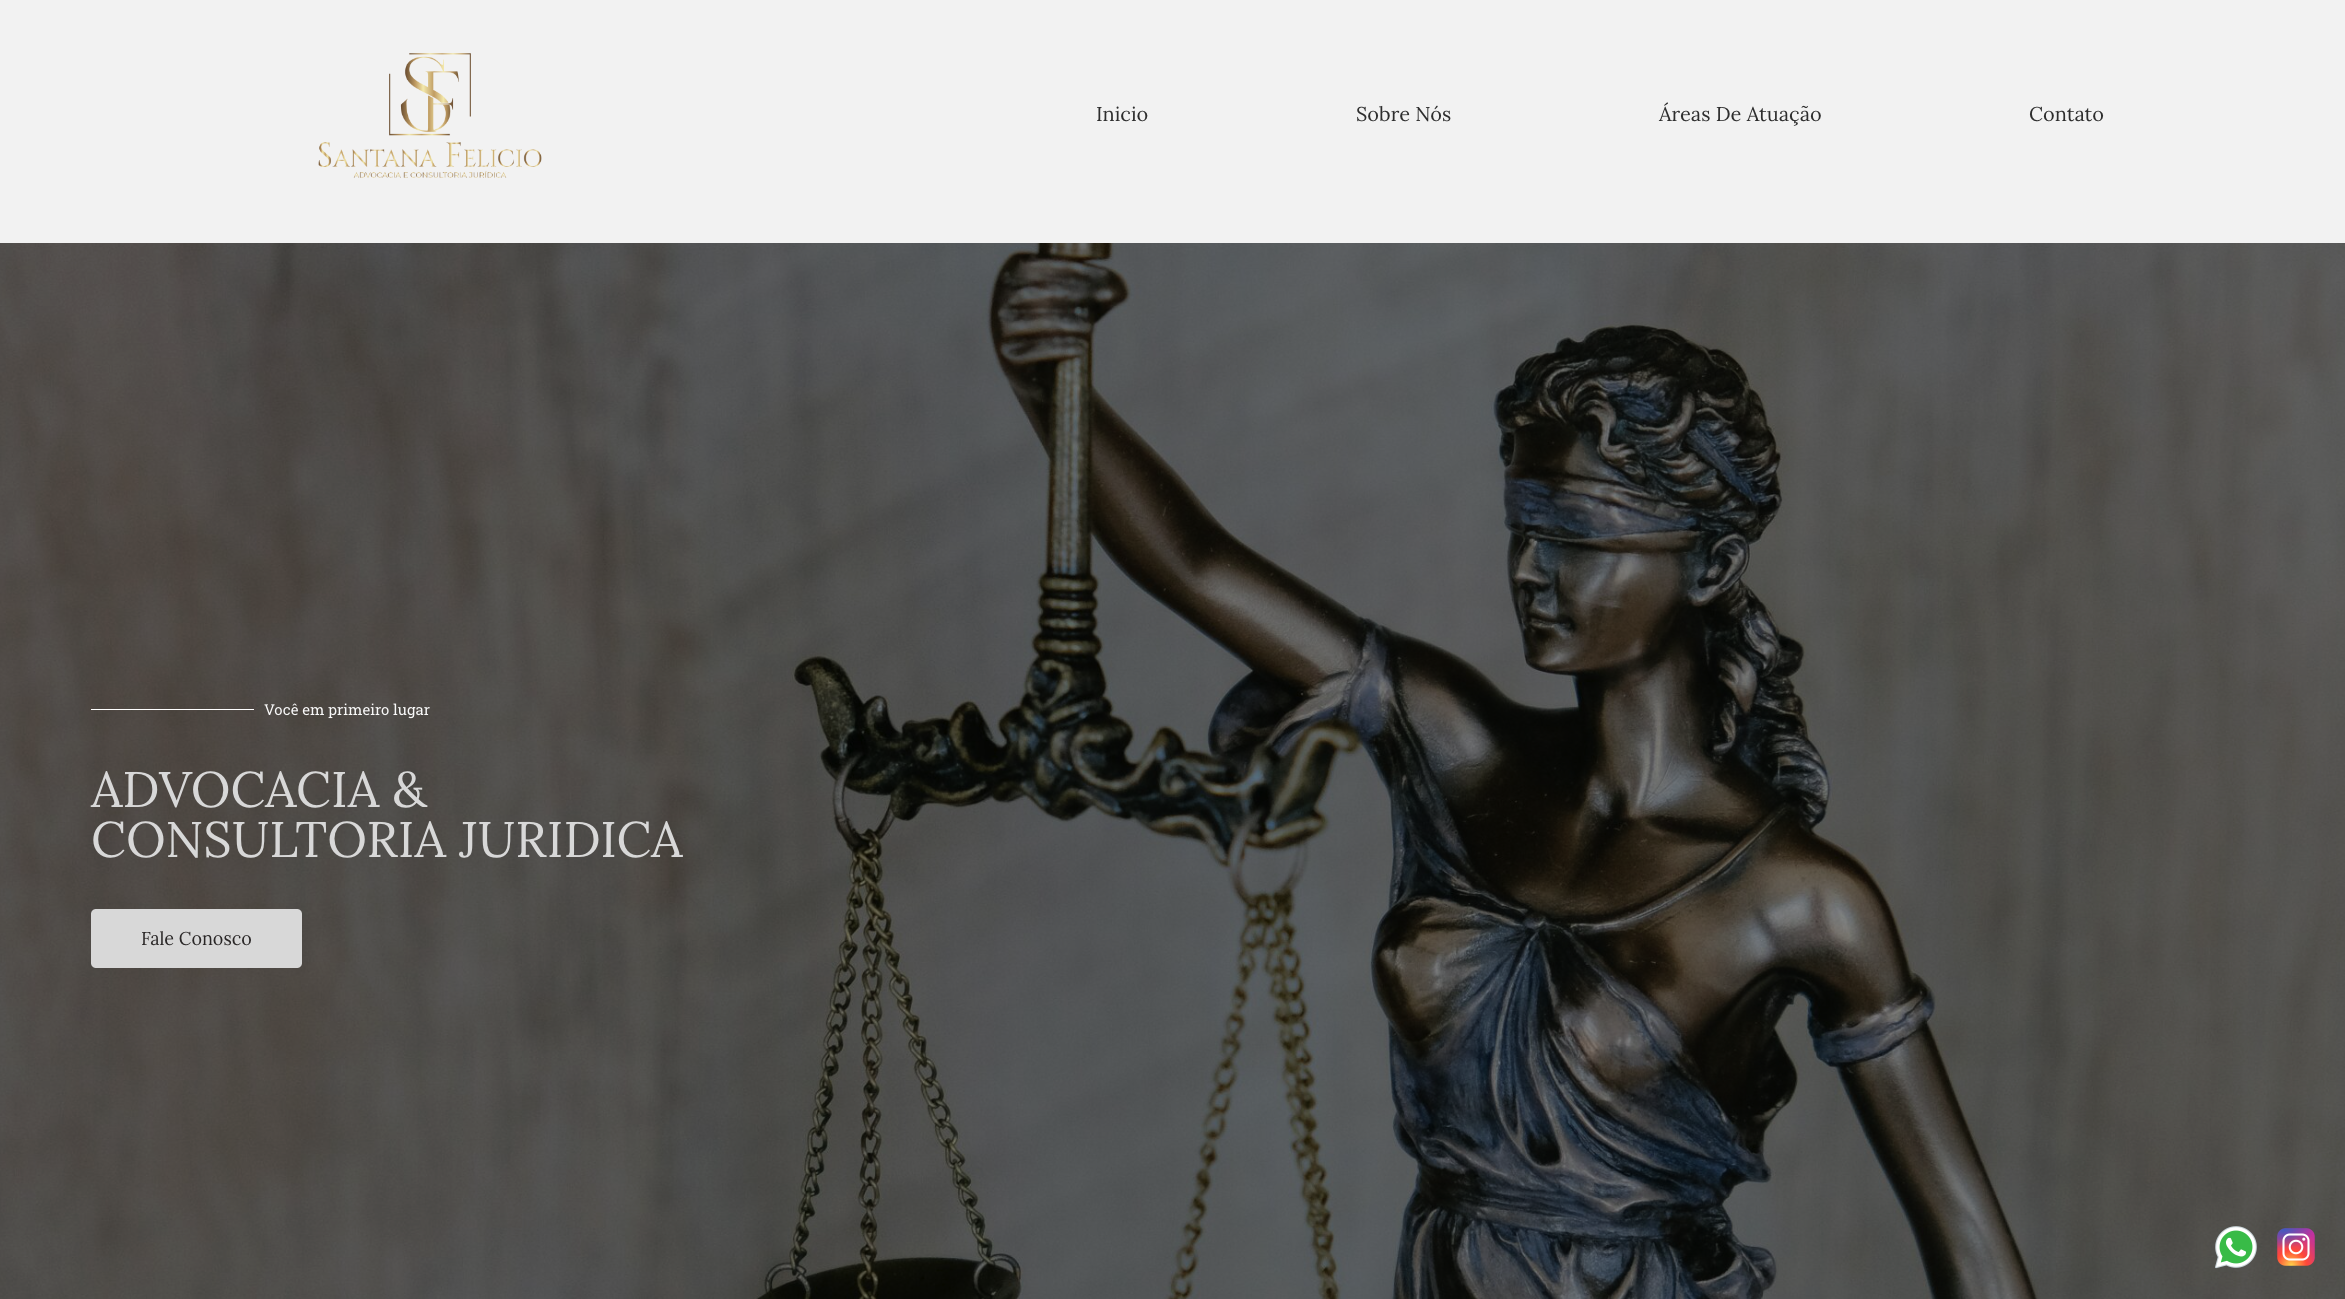 SF
SANTANA FELICIO
ADVOCACIA E CONSULTORIA JURÍDICA
Inicio
Sobre Nós
Áreas De Atuação
Contato
Você em primeiro lugar
ADVOCACIA &
CONSULTORIA JURIDICA
Fale Conosco